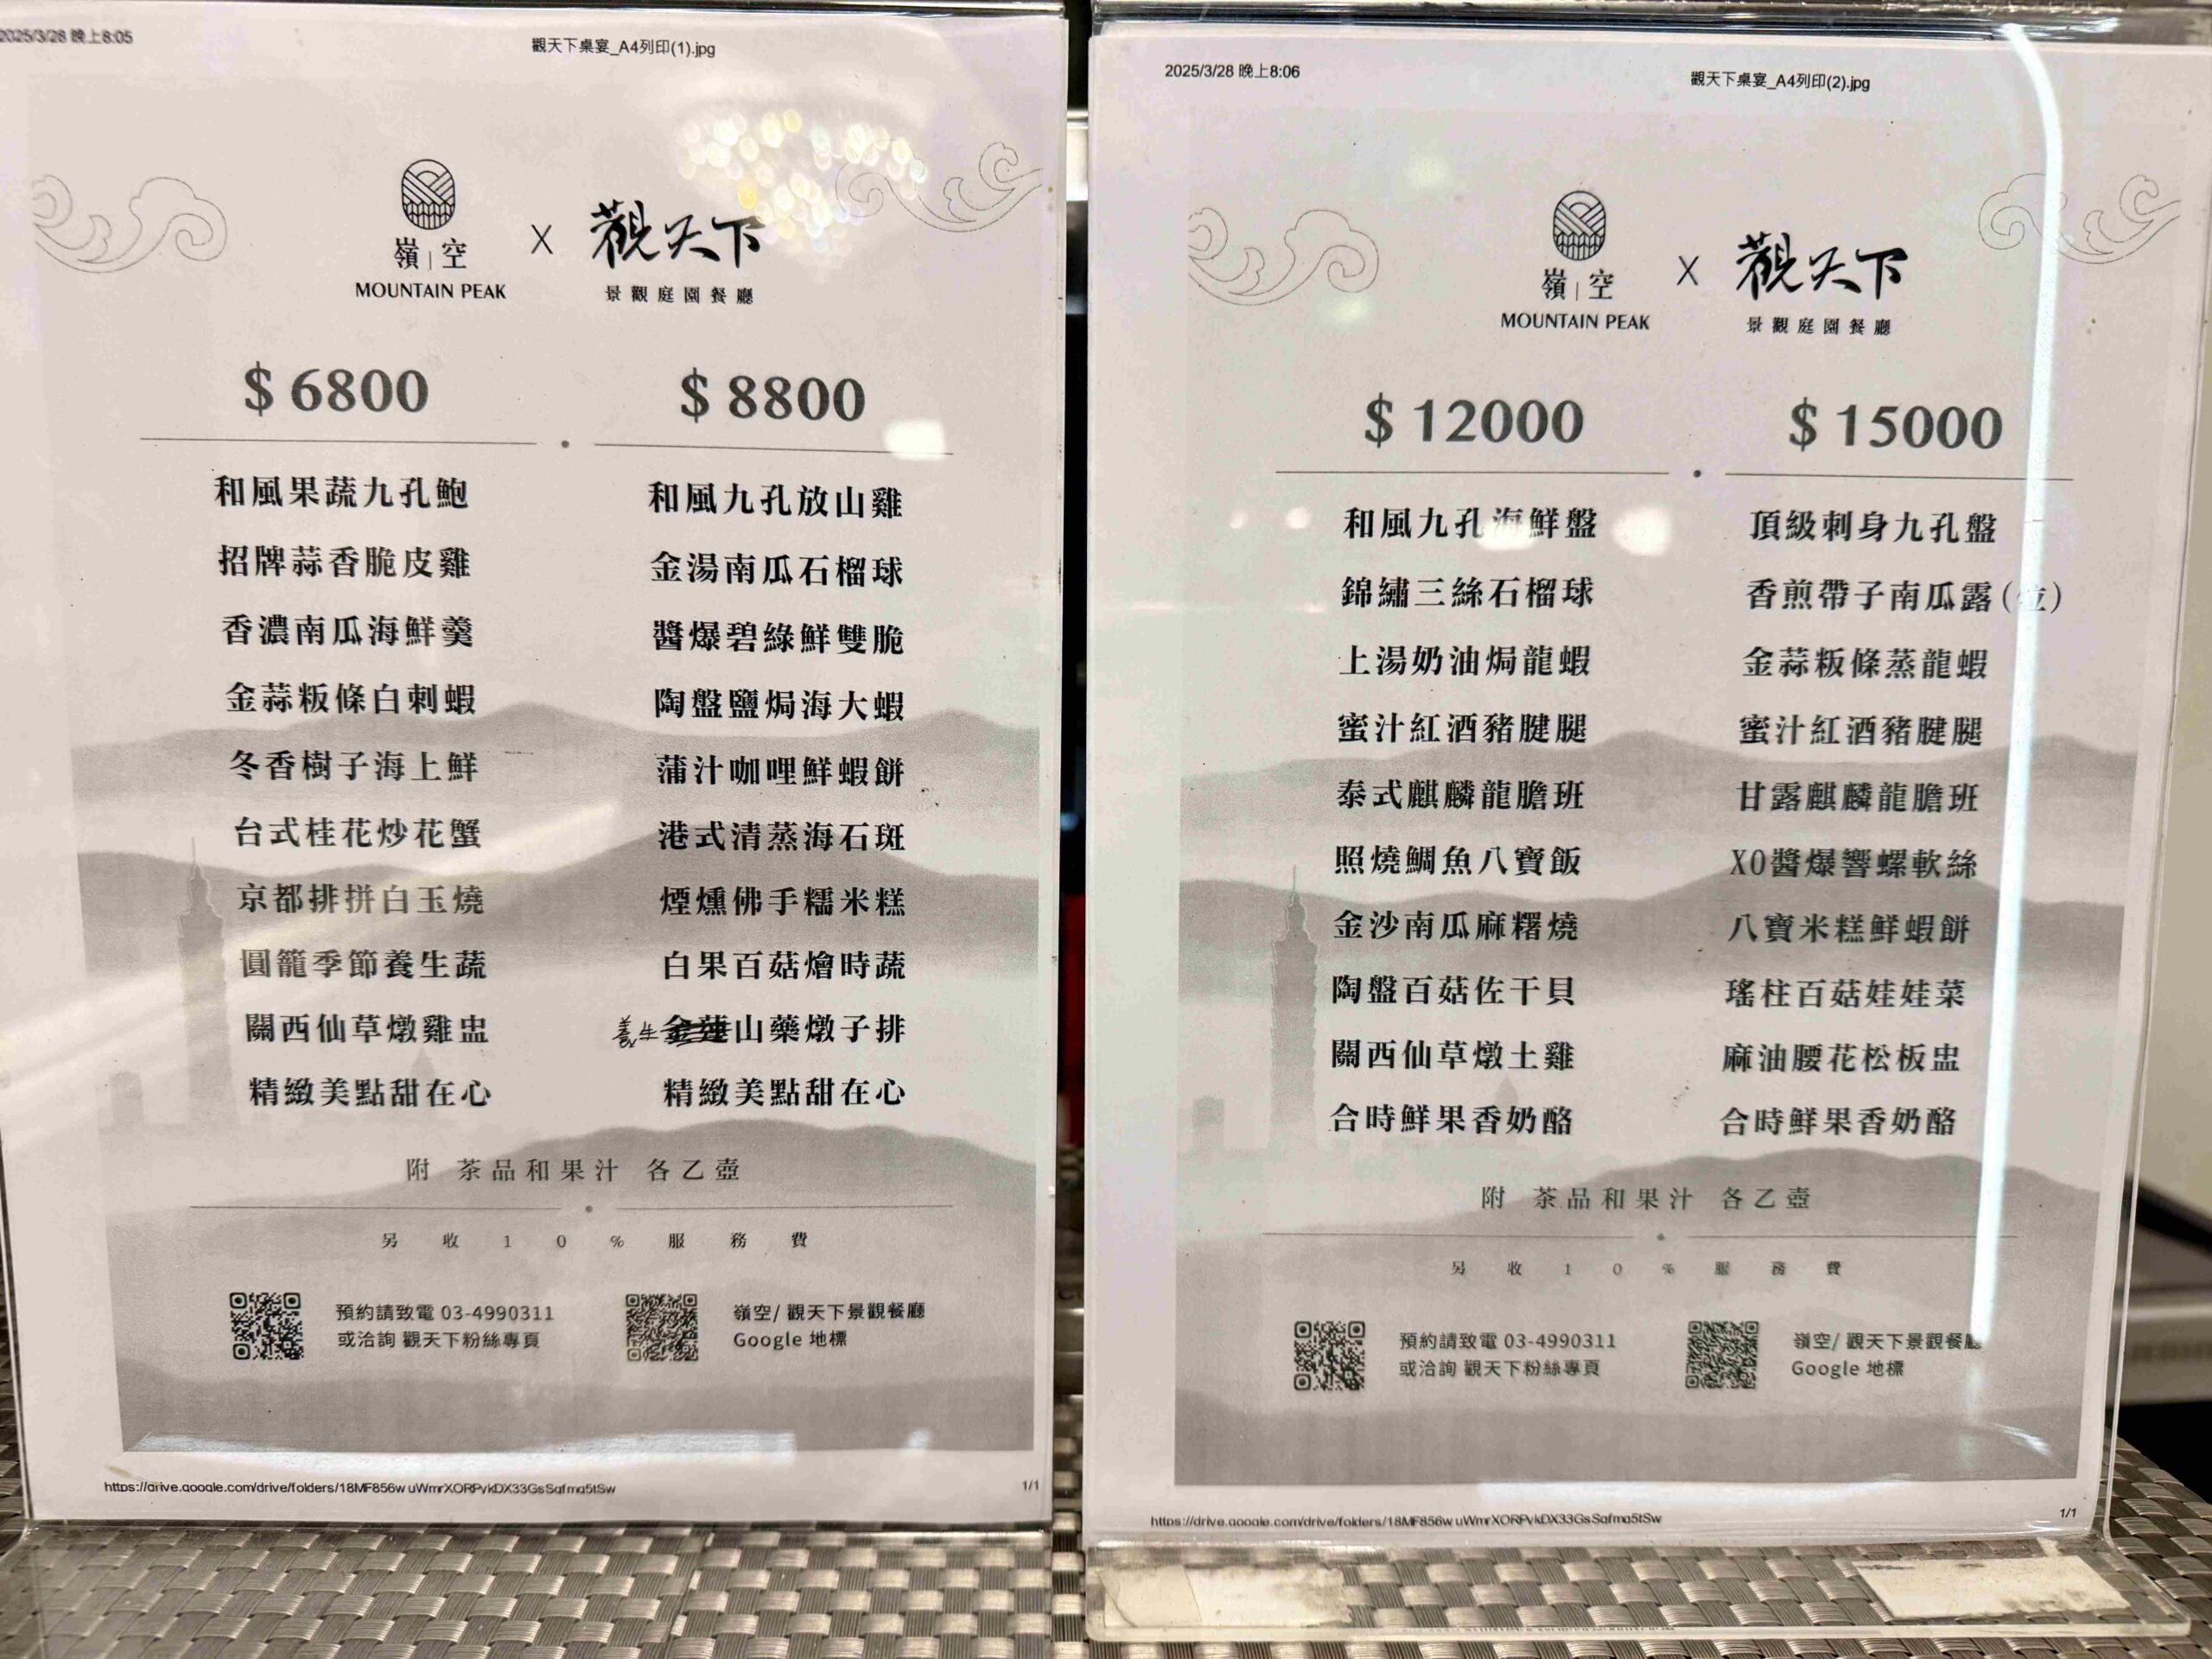 2025/3/28 晚上8:05
觀天下桌宴_A4列印(1).jpg
嶺|空
MOUNTAIN PEAK
X
觀天下
景觀庭園餐廳
$ 6800
和風果蔬九孔鮑
招牌蒜香脆皮雞
香濃南瓜海鮮羹
金蒜粄條白刺蝦
冬香樹子海上鮮
台式桂花炒花蟹
京都排拼白玉燒
圓籠季節養生蔬
關西仙草燉雞盅
精緻美點甜在心
$ 8800
和風九孔放山雞
金湯南瓜石榴球
醬爆碧綠鮮雙脆
陶盤鹽焗海大蝦
蒲汁咖哩鮮蝦餅
港式清蒸海石斑
煙燻佛手糯米糕
白果百菇燴時蔬
養生金蓮山藥燉子排
精緻美點甜在心
附 茶品和果汁 各乙壺
另收10%服務費
預約請致電 03-4990311
或洽詢 觀天下粉絲專頁
嶺空/ 觀天下景觀餐廳
Google 地標
1/1
2025/3/28 晚上8:06
觀天下桌宴_A4列印(2).jpg
嶺|空
MOUNTAIN PEAK
X
觀天下
景觀庭園餐廳
$ 12000
和風九孔海鮮盤
錦繡三絲石榴球
上湯奶油焗龍蝦
蜜汁紅酒豬腱腿
泰式麒麟龍膽班
照燒鯛魚八寶飯
金沙南瓜麻糬燒
陶盤百菇佐干貝
關西仙草燉土雞
合時鮮果香奶酪
$ 15000
頂級刺身九孔盤
香煎帶子南瓜露(位)
金蒜粄條蒸龍蝦
蜜汁紅酒豬腱腿
甘露麒麟龍膽班
XO醬爆響螺軟絲
八寶米糕鮮蝦餅
瑤柱百菇娃娃菜
麻油腰花松板盅
合時鮮果香奶酪
附 茶品和果汁 各乙壺
另收10%服務費
預約請致電 03-4990311
或洽詢 觀天下粉絲專頁
嶺空/ 觀天下景觀餐廳
Google 地標
1/1